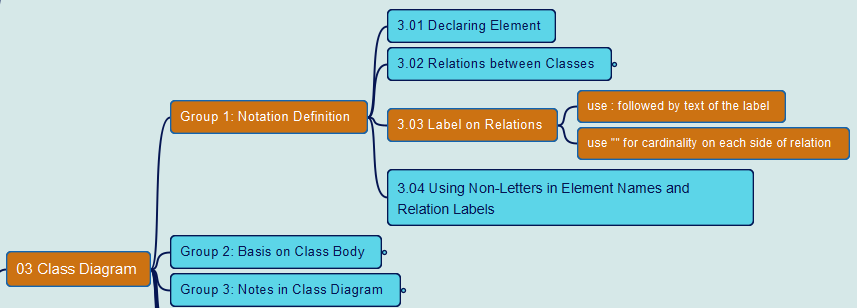 3.01 Declaring Element
3.02 Relations between Classes
Group 1: Notation Definition
3.03 Label on Relations
use : followed by text of the label
use "" for cardinality on each side of relation
3.04 Using Non-Letters in Element Names and
Relation Labels
03 Class Diagram
Group 2: Basis on Class Body
Group 3: Notes in Class Diagram